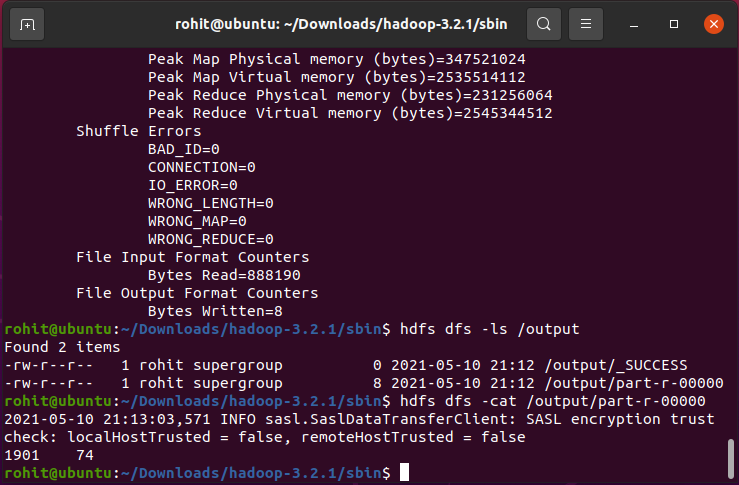 rohit@ubuntu: ~/Downloads/hadoop-3.2.1/sbin
Peak Map Physical memory (bytes)=347521024
Peak Map Virtual memory (bytes)=2535514112
Peak Reduce Physical memory (bytes)=231256064
Peak Reduce Virtual memory (bytes)=2545344512
Shuffle Errors
BAD_ID=0
CONNECTION=0
IO_ERROR=0
WRONG_LENGTH=0
WRONG_MAP=0
WRONG_REDUCE=0
File Input Format Counters
Bytes Read=888190
File Output Format Counters
Bytes Written=8
rohit@ubuntu:~/Downloads/hadoop-3.2.1/sbin$ hdfs dfs -ls /output
Found 2 items
-rw-r--r--   1 rohit supergroup          0 2021-05-10 21:12 /output/_SUCCESS
-rw-r--r--   1 rohit supergroup          8 2021-05-10 21:12 /output/part-r-00000
rohit@ubuntu:~/Downloads/hadoop-3.2.1/sbin$ hdfs dfs -cat /output/part-r-00000
2021-05-10 21:13:03,571 INFO sasl.SaslDataTransferClient: SASL encryption trust
check: localHostTrusted = false, remoteHostTrusted = false
1901    74
rohit@ubuntu:~/Downloads/hadoop-3.2.1/sbin$